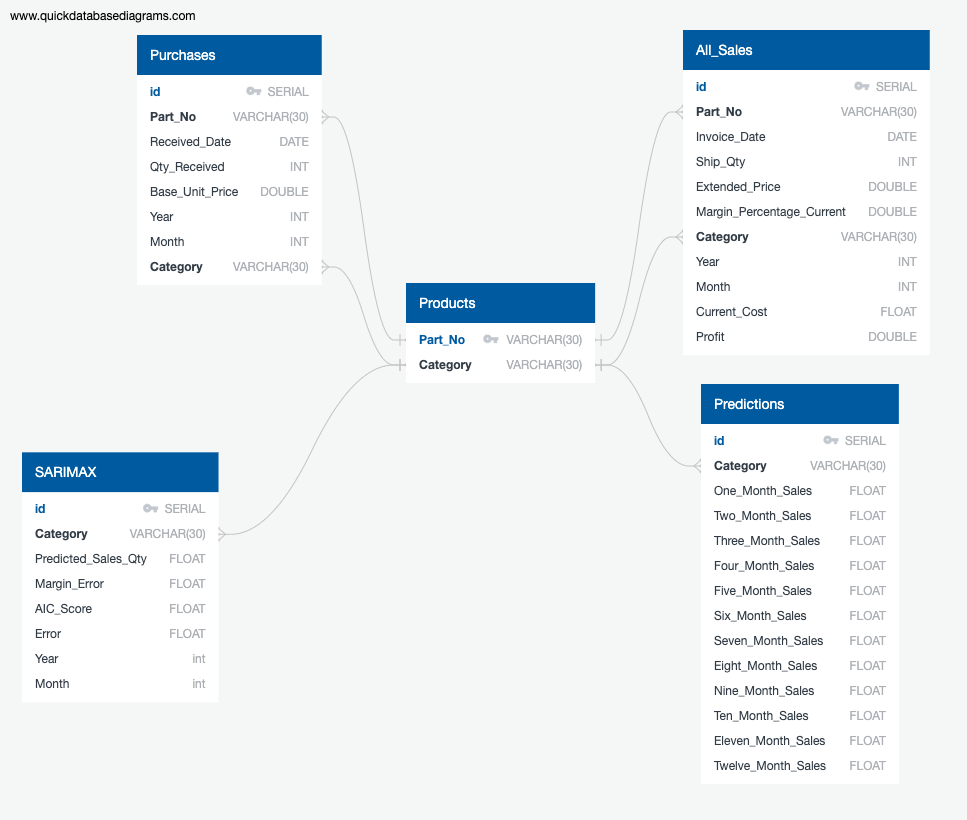 www.quickdatabasediagrams.com
Purchases
id SERIAL
Part_No VARCHAR(30)
Received_Date DATE
Qty_Received INT
Base_Unit_Price DOUBLE
Year INT
Month INT
Category VARCHAR(30)
All_Sales
id SERIAL
Part_No VARCHAR(30)
Invoice_Date DATE
Ship_Qty INT
Extended_Price DOUBLE
Margin_Percentage_Current DOUBLE
Category VARCHAR(30)
Year INT
Month INT
Current_Cost FLOAT
Profit DOUBLE
Products
Part_No VARCHAR(30)
Category VARCHAR(30)
SARIMAX
id SERIAL
Category VARCHAR(30)
Predicted_Sales_Qty FLOAT
Margin_Error FLOAT
AIC_Score FLOAT
Error FLOAT
Year int
Month int
Predictions
id SERIAL
Category VARCHAR(30)
One_Month_Sales FLOAT
Two_Month_Sales FLOAT
Three_Month_Sales FLOAT
Four_Month_Sales FLOAT
Five_Month_Sales FLOAT
Six_Month_Sales FLOAT
Seven_Month_Sales FLOAT
Eight_Month_Sales FLOAT
Nine_Month_Sales FLOAT
Ten_Month_Sales FLOAT
Eleven_Month_Sales FLOAT
Twelve_Month_Sales FLOAT